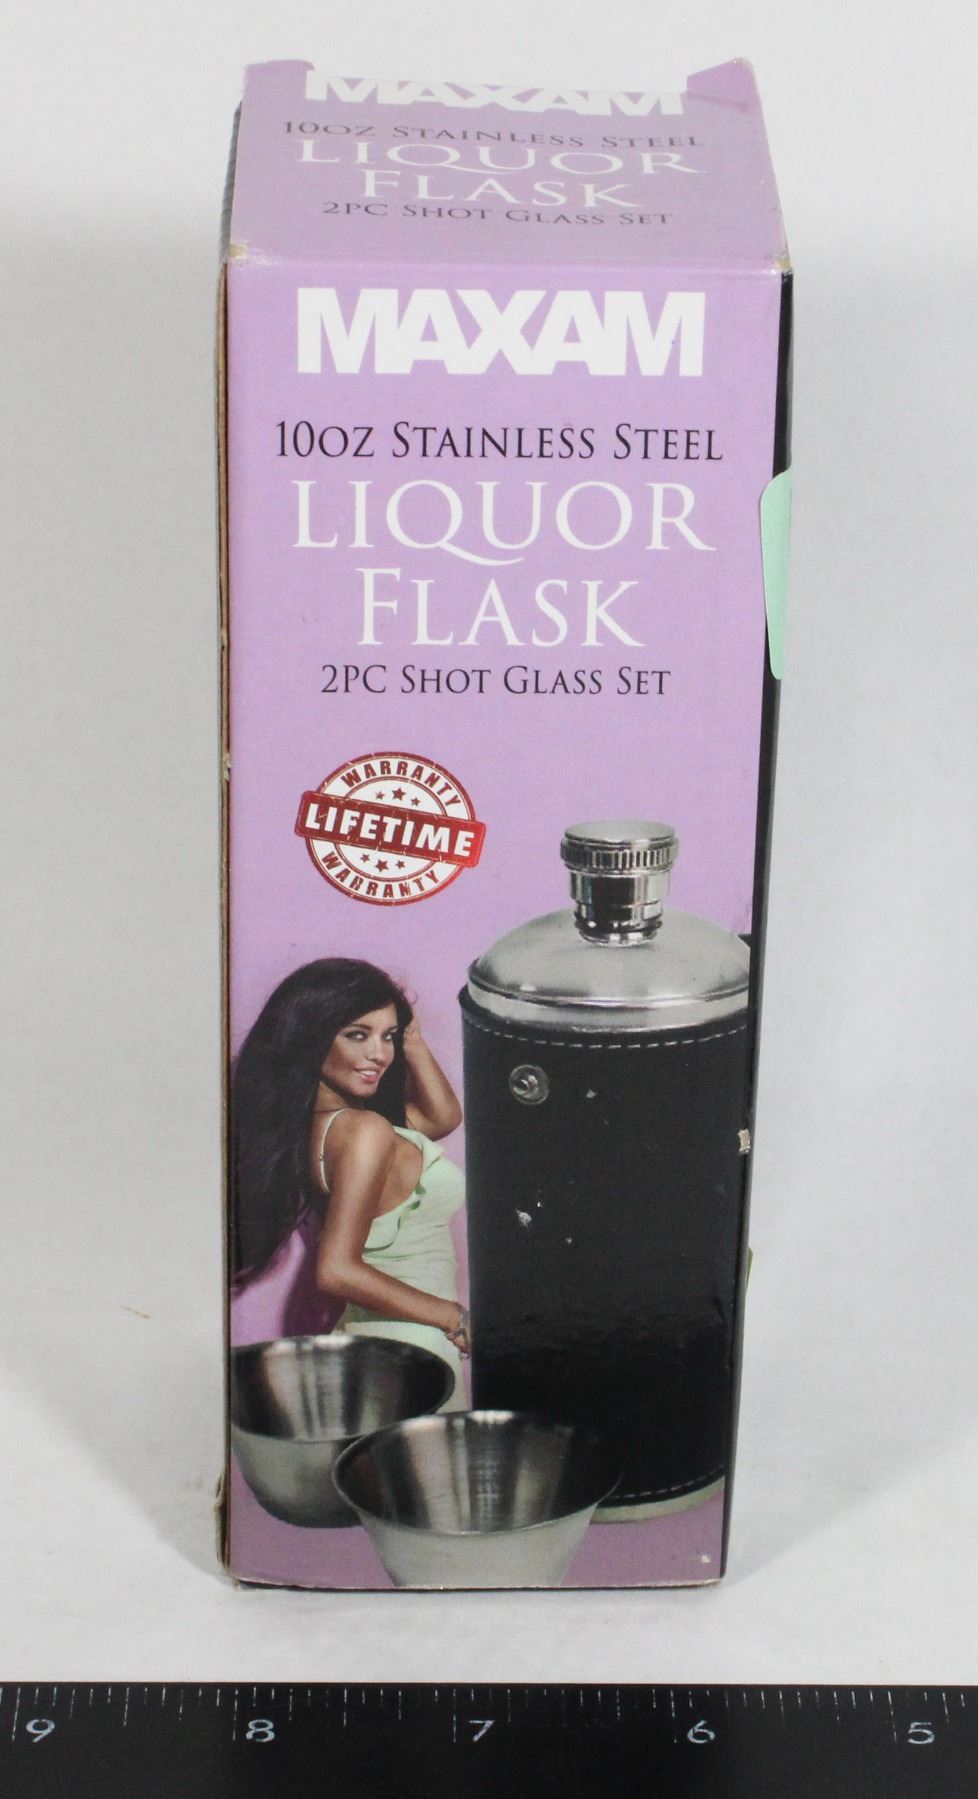 MAXAM
10OZ STAINLESS STEEL
LIQUOR
FLASK
2PC SHOT GLASS SET
MAXAM
10OZ STAINLESS STEEL
LIQUOR
FLASK
2PC SHOT GLASS SET
WARRANTY
LIFETIME
WARRANTY
9 8 7 6 5